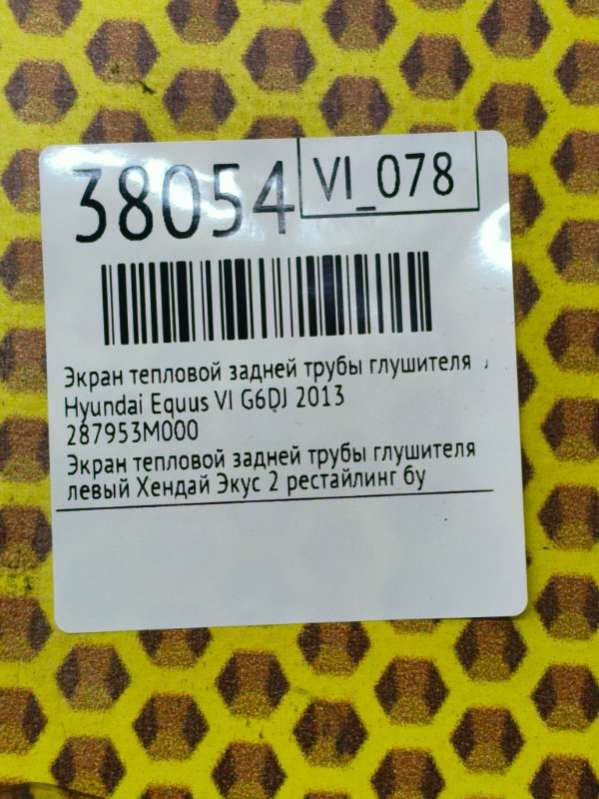 38054
VI_078
Экран тепловой задней трубы глушителя
Hyundai Equus VI G6DJ 2013
287953M000
Экран тепловой задней трубы глушителя
левый Хендай Экус 2 рестайлинг бу